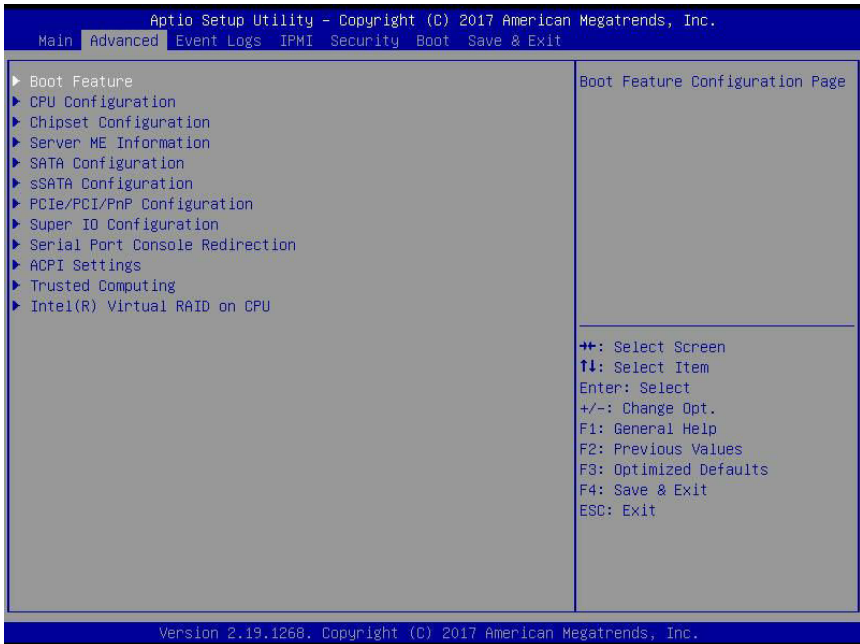 Aptio Setup Utility – Copyright (C) 2017 American Megatrends, Inc.
Main Advanced Event Logs IPMI Security Boot Save & Exit
Boot Feature
CPU Configuration
Chipset Configuration
Server ME Information
SATA Configuration
sSATA Configuration
PCIe/PCI/PnP Configuration
Super IO Configuration
Serial Port Console Redirection
ACPI Settings
Trusted Computing
Intel(R) Virtual RAID on CPU
Boot Feature Configuration Page
→←: Select Screen
↑↓: Select Item
Enter: Select
+/-: Change Opt.
F1: General Help
F2: Previous Values
F3: Optimized Defaults
F4: Save & Exit
ESC: Exit
Version 2.19.1268. Copyright (C) 2017 American Megatrends, Inc.